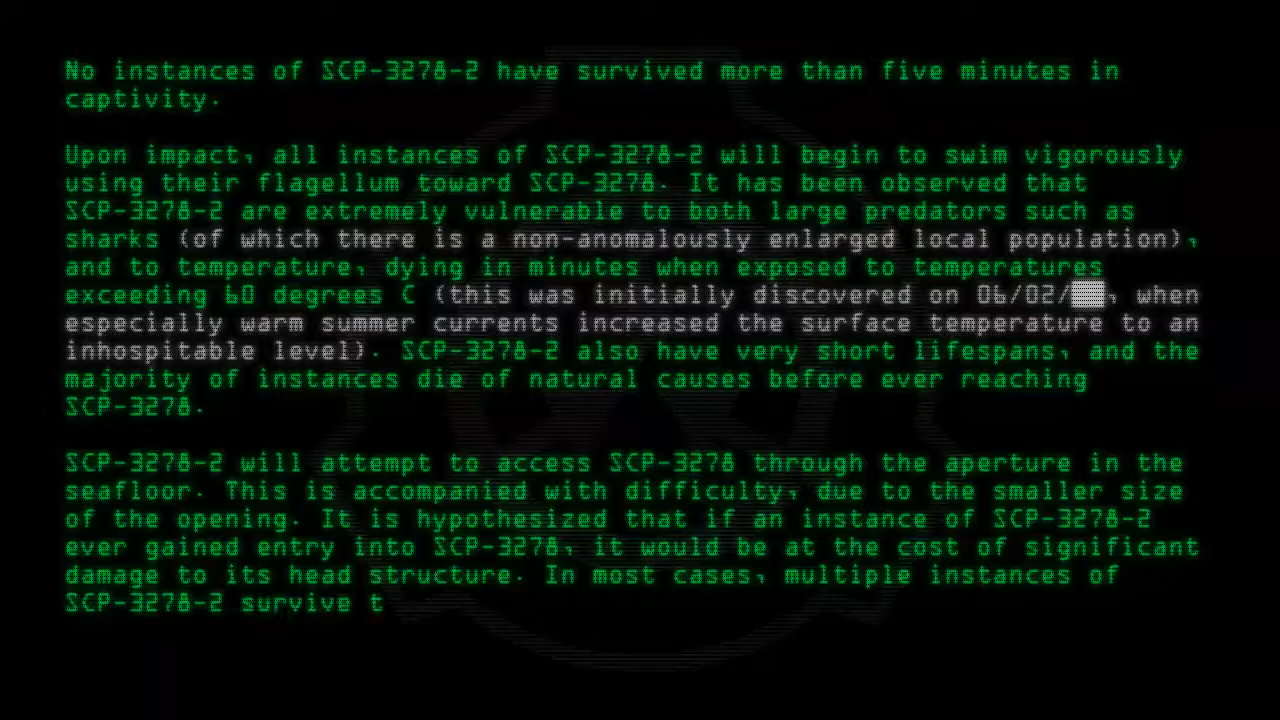 No instances of SCP-3278-2 have survived more than five minutes in
captivity.
Upon impact, all instances of SCP-3278-2 will begin to swim vigorously
using their flagellum toward SCP-3278. It has been observed that
SCP-3278-2 are extremely vulnerable to both large predators such as
sharks (of which there is a non-anomalously enlarged local population),
and to temperature, dying in minutes when exposed to temperatures
exceeding 60 degrees C (this was initially discovered on 06/02/██, when
especially warm summer currents increased the surface temperature to an
inhospitable level). SCP-3278-2 also have very short lifespans, and the
majority of instances die of natural causes before ever reaching
SCP-3278.
SCP-3278-2 will attempt to access SCP-3278 through the aperture in the
seafloor. This is accompanied with difficulty, due to the smaller size
of the opening. It is hypothesized that if an instance of SCP-3278-2
ever gained entry into SCP-3278, it would be at the cost of significant
damage to its head structure. In most cases, multiple instances of
SCP-3278-2 survive t